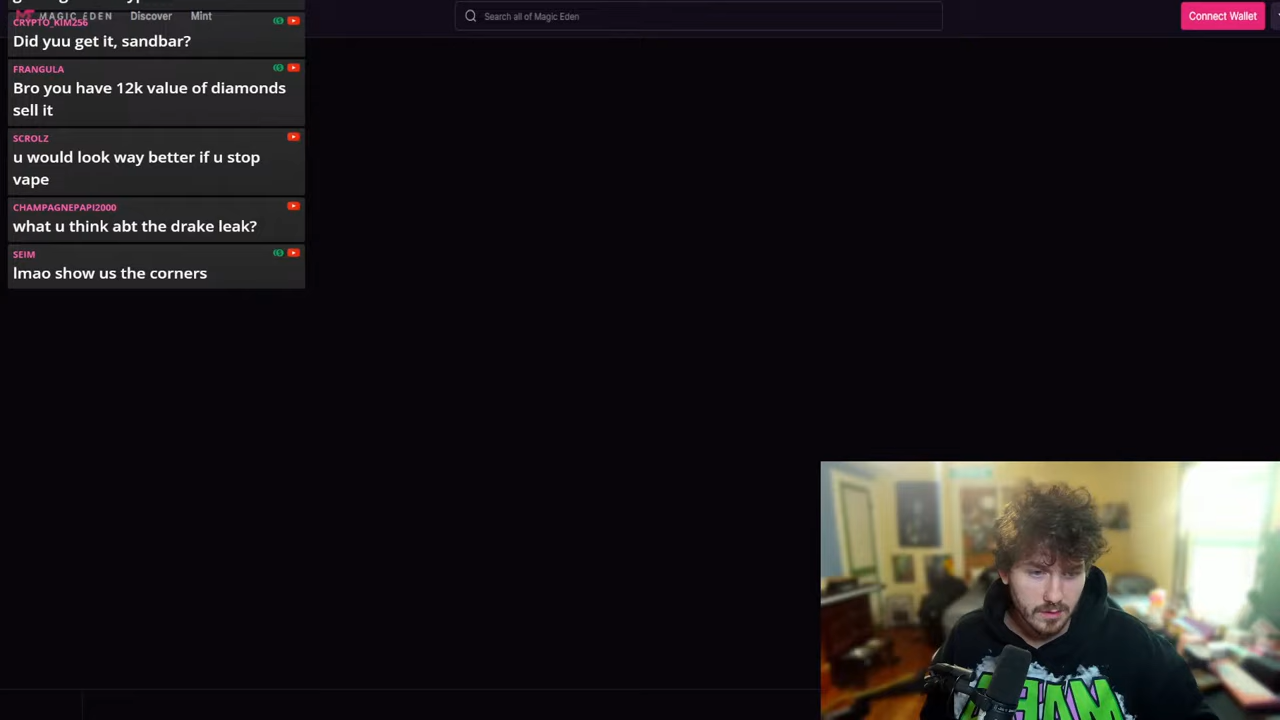 CRYPTO_KIM256
MAGIC EDEN
Discover
Mint
Search all of Magic Eden
Connect Wallet
Did yuu get it, sandbar?
FRANGULA
Bro you have 12k value of diamonds
sell it
SCROLZ
u would look way better if u stop
vape
CHAMPAGNEPAPI2000
what u think abt the drake leak?
SEIM
lmao show us the corners